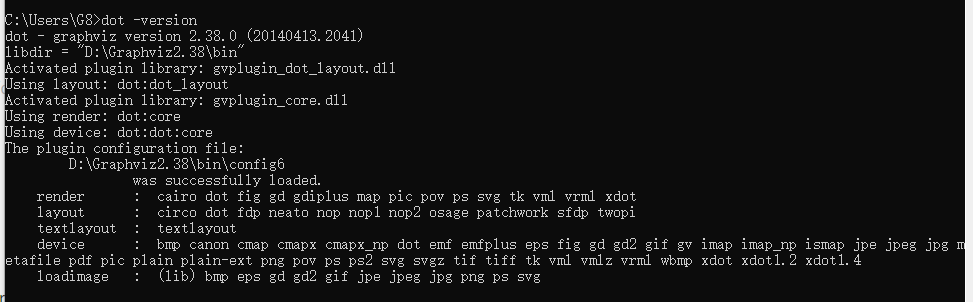 C:\Users\G8>dot -version
dot - graphviz version 2.38.0 (20140413.2041)
libdir = "D:\Graphviz2.38\bin"
Activated plugin library: gvplugin_dot_layout.dll
Using layout: dot:dot_layout
Activated plugin library: gvplugin_core.dll
Using render: dot:core
Using device: dot:dot:core
The plugin configuration file:
        D:\Graphviz2.38\bin\config6
                was successfully loaded.
    render      :  cairo dot fig gd gdiplus map pic pov ps svg tk vml vrml xdot
    layout      :  circo dot fdp neato nop nop1 nop2 osage patchwork sfdp twopi
    textlayout  :  textlayout
    device      :  bmp canon cmap cmapx cmapx_np dot emf emfplus eps fig gd gd2 gif gv imap imap_np ismap jpe jpeg jpg m
etafile pdf pic plain plain-ext png pov ps ps2 svg svgz tif tiff tk vml vmlz vrml wbmp xdot xdot1.2 xdot1.4
    loadimage   :  (lib) bmp eps gd gd2 gif jpe jpeg jpg png ps svg